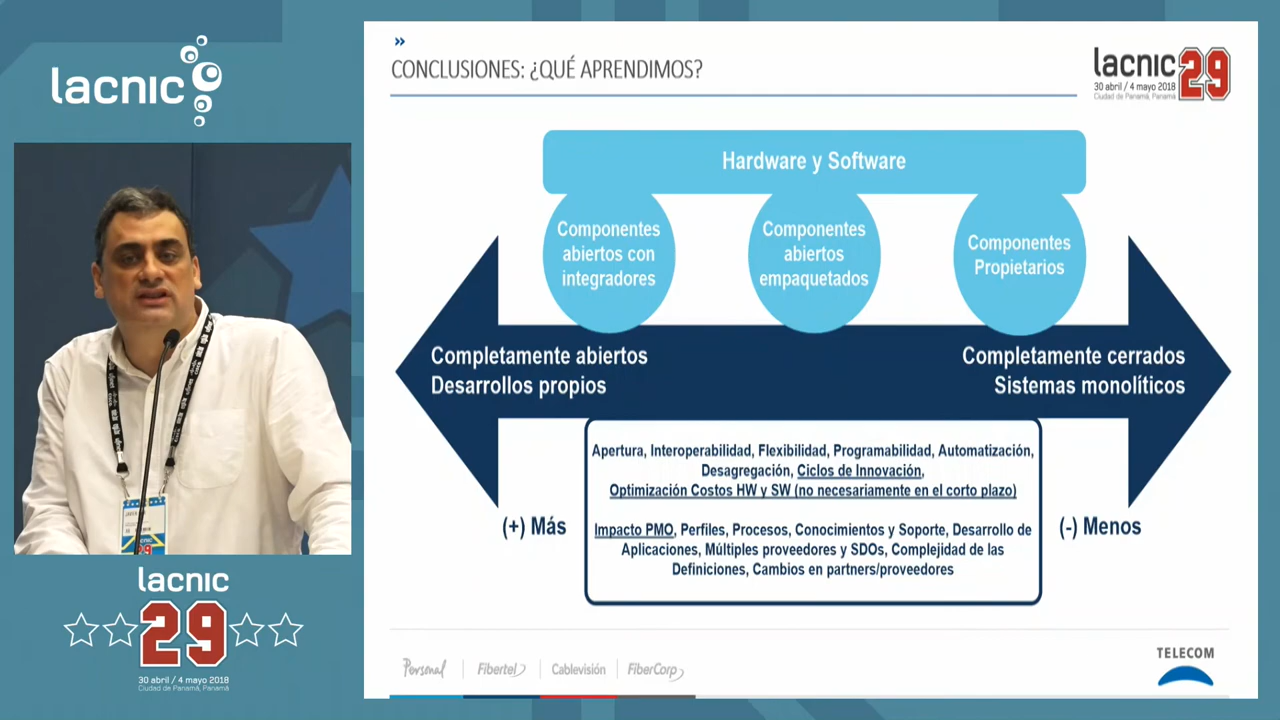 lacnic
»
CONCLUSIONES: ¿QUÉ APRENDIMOS?
lacnic 29
30 abril / 4 mayo 2018
Ciudad de Panamá, Panamá
Hardware y Software
Componentes
abiertos con
integradores
Componentes
abiertos
empaquetados
Componentes
Propietarios
Completamente abiertos
Desarrollos propios
Completamente cerrados
Sistemas monolíticos
Apertura, Interoperabilidad, Flexibilidad, Programabilidad, Automatización,
Desagregación, Ciclos de Innovación,
Optimización Costos HW y SW (no necesariamente en el corto plazo)
(+) Más
Impacto PMO, Perfiles, Procesos, Conocimientos y Soporte, Desarrollo de
Aplicaciones, Múltiples proveedores y SDOs, Complejidad de las
Definiciones, Cambios en partners/proveedores
(-) Menos
lacnic
29
30 abril / 4 mayo 2018
Ciudad de Panamá, Panamá
Personal
Fibertel
Cablevisión
FiberCorp
TELECOM